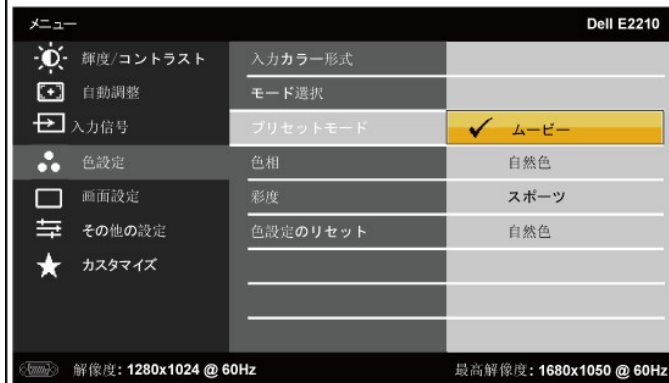 メニュー
Dell E2210
輝度/コントラスト
自動調整
入力信号
色設定
画面設定
その他の設定
カスタマイズ
入力カラー形式
モード選択
プリセットモード
色相
彩度
色設定のリセット
ムービー
自然色
スポーツ
自然色
解像度: 1280x1024 @ 60Hz
最高解像度: 1680x1050 @ 60Hz